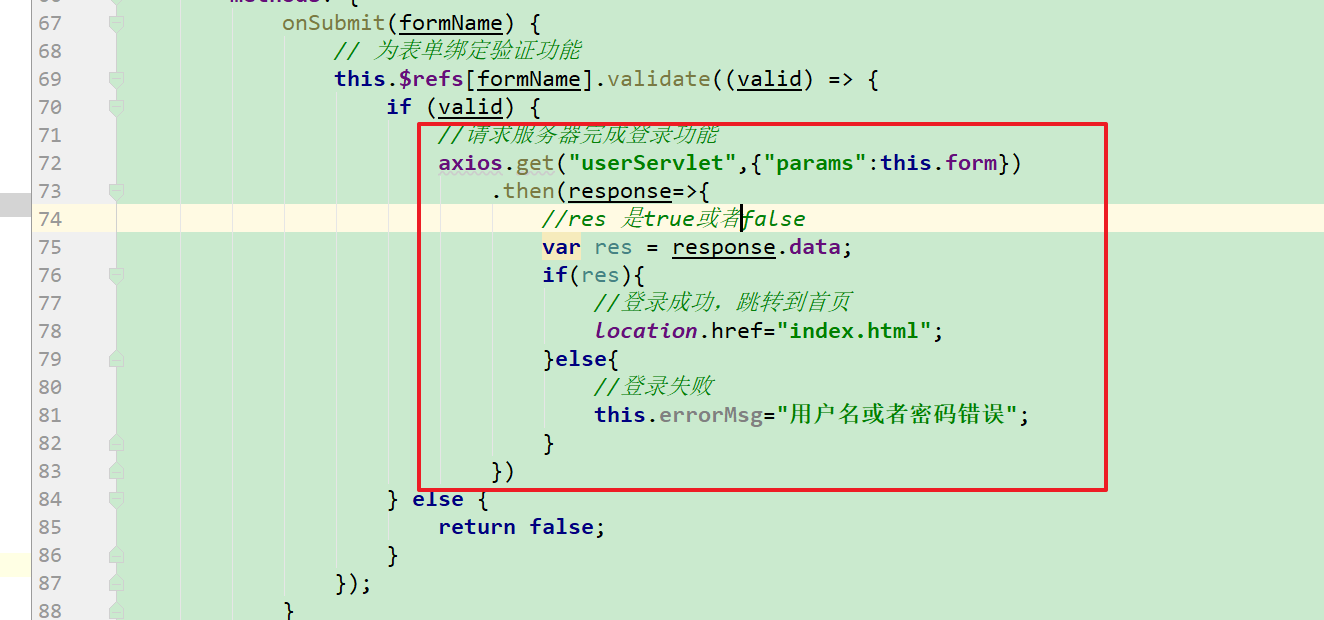 67 onSubmit(formName) {
68 // 为表单绑定验证功能
69 this.$refs[formName].validate((valid) => {
70 if (valid) {
71 //请求服务器完成登录功能
72 axios.get("userServlet",{"params":this.form})
73 .then(response=>{
74 //res 是true或者false
75 var res = response.data;
76 if(res){
77 //登录成功，跳转到首页
78 location.href="index.html";
79 }else{
80 //登录失败
81 this.errorMsg="用户名或者密码错误";
82 }
83 })
84 } else {
85 return false;
86 }
87 });
88 }